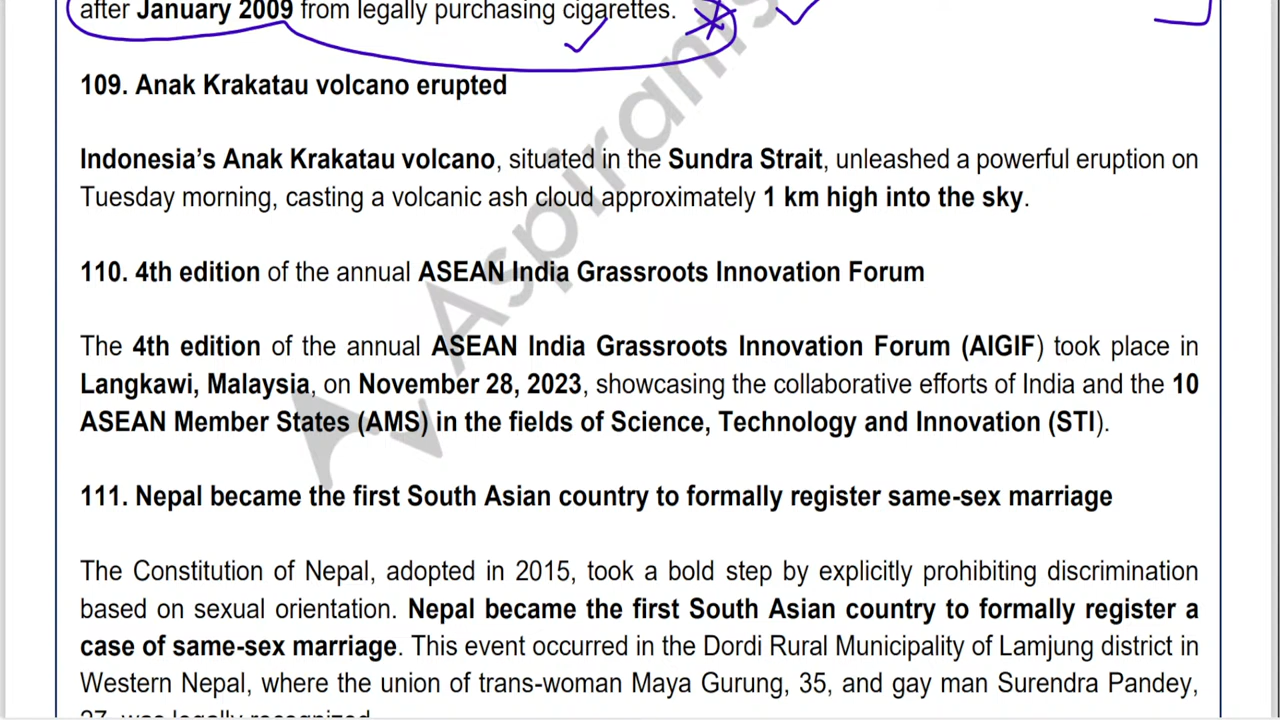 after January 2009 from legally purchasing cigarettes.
109. Anak Krakatau volcano erupted
Indonesia’s Anak Krakatau volcano, situated in the Sundra Strait, unleashed a powerful eruption on
Tuesday morning, casting a volcanic ash cloud approximately 1 km high into the sky.
110. 4th edition of the annual ASEAN India Grassroots Innovation Forum
The 4th edition of the annual ASEAN India Grassroots Innovation Forum (AIGIF) took place in
Langkawi, Malaysia, on November 28, 2023, showcasing the collaborative efforts of India and the 10
ASEAN Member States (AMS) in the fields of Science, Technology and Innovation (STI).
111. Nepal became the first South Asian country to formally register same-sex marriage
The Constitution of Nepal, adopted in 2015, took a bold step by explicitly prohibiting discrimination
based on sexual orientation. Nepal became the first South Asian country to formally register a
case of same-sex marriage. This event occurred in the Dordi Rural Municipality of Lamjung district in
Western Nepal, where the union of trans-woman Maya Gurung, 35, and gay man Surendra Pandey,
27, was legally recognized.